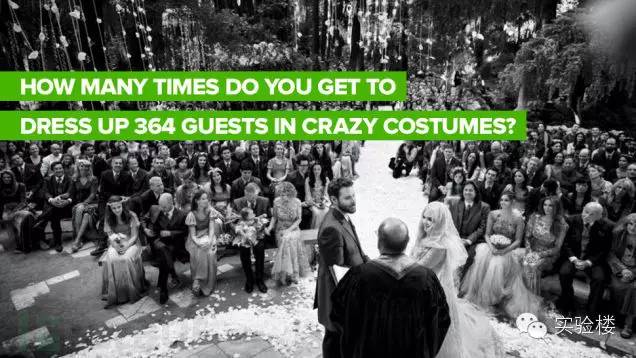 HOW MANY TIMES DO YOU GET TO
DRESS UP 364 GUESTS IN CRAZY COSTUMES?
实验楼